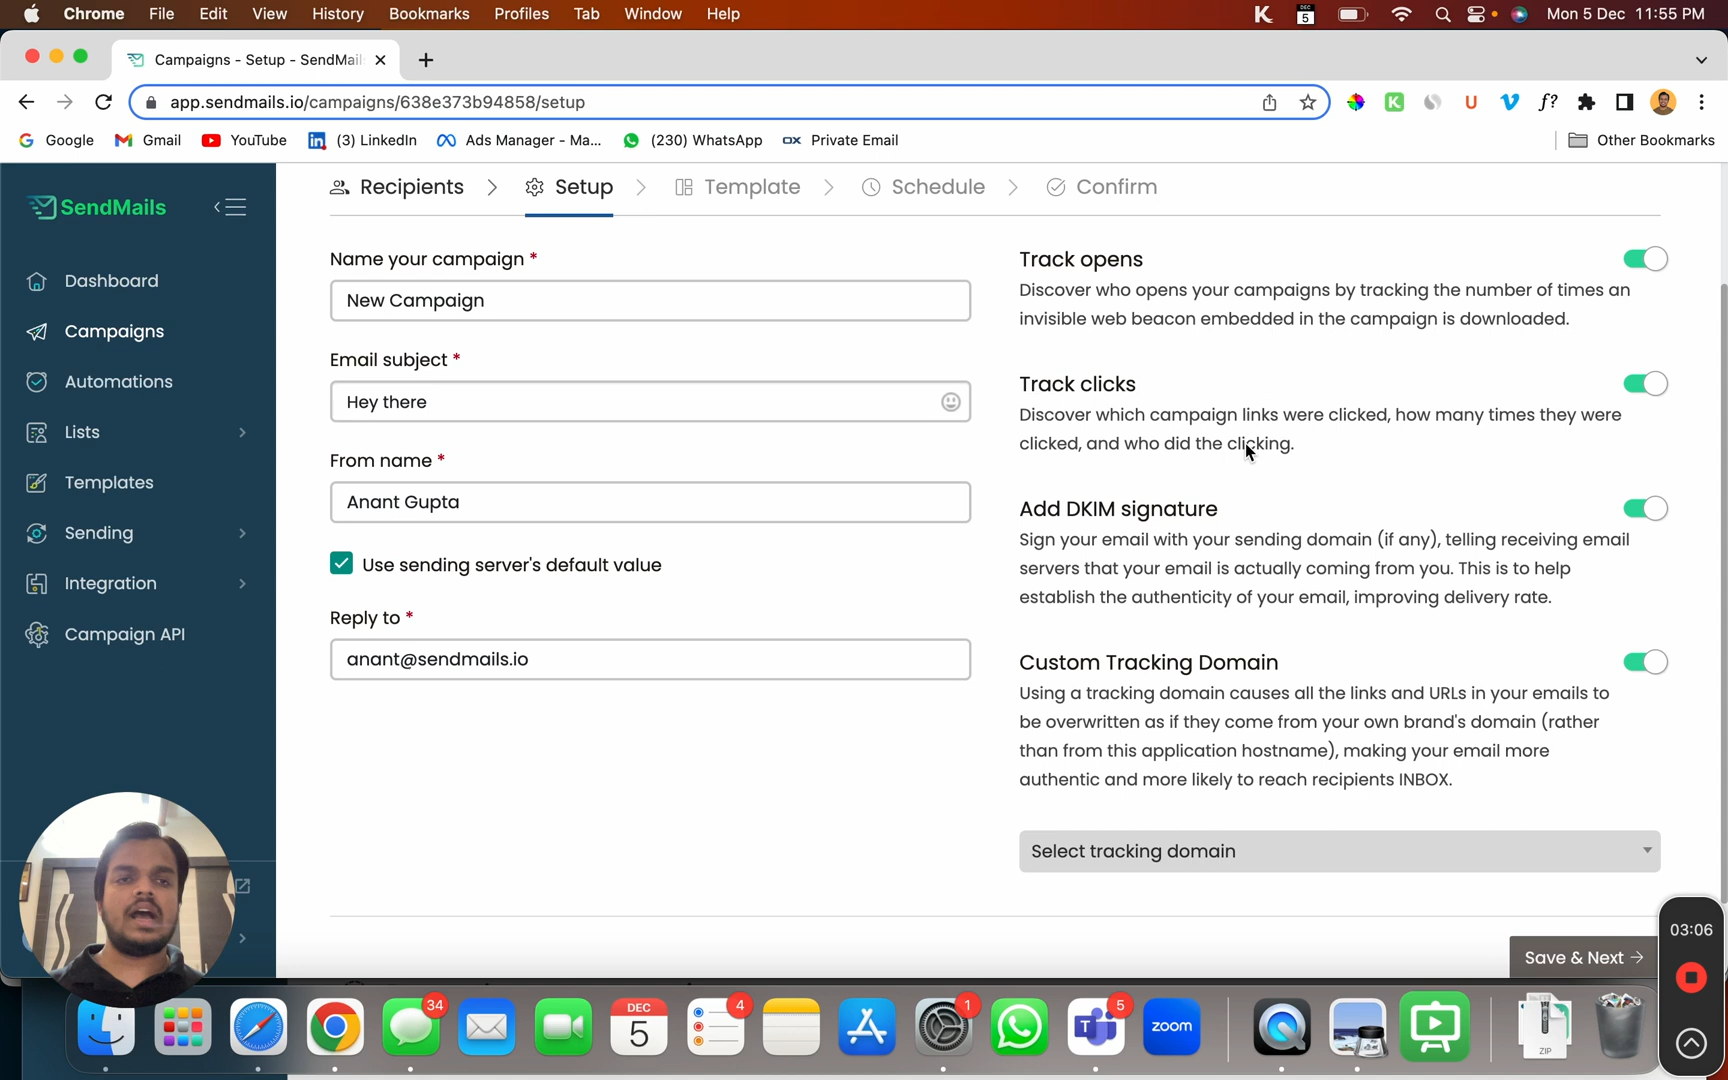 Chrome File Edit View History Bookmarks Profiles Tab Window Help
DEC 5
Mon 5 Dec 11:55 PM
Campaigns - Setup - SendMail
app.sendmails.io/campaigns/638e373b94858/setup
Google Gmail YouTube (3) LinkedIn Ads Manager - Ma... (230) WhatsApp OX Private Email Other Bookmarks
SendMails
Dashboard
Campaigns
Automations
Lists
Templates
Sending
Integration
Campaign API
Recipients Setup Template Schedule Confirm
Name your campaign *
New Campaign
Email subject *
Hey there
From name *
Anant Gupta
Use sending server's default value
Reply to *
anant@sendmails.io
Track opens
Discover who opens your campaigns by tracking the number of times an
invisible web beacon embedded in the campaign is downloaded.
Track clicks
Discover which campaign links were clicked, how many times they were
clicked, and who did the clicking.
Add DKIM signature
Sign your email with your sending domain (if any), telling receiving email
servers that your email is actually coming from you. This is to help
establish the authenticity of your email, improving delivery rate.
Custom Tracking Domain
Using a tracking domain causes all the links and URLs in your emails to
be overwritten as if they come from your own brand's domain (rather
than from this application hostname), making your email more
authentic and more likely to reach recipients INBOX.
Select tracking domain
Save & Next
03:06
34
DEC
5
4
1
5
zoom
ZIP